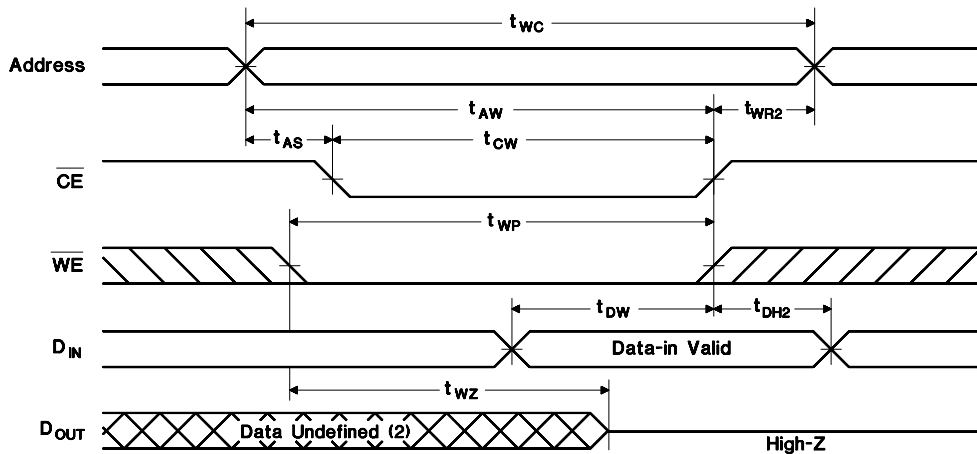 tWC
Address
tAW
tWR2
tAS
tCW
CE
tWP
WE
tDW
tDH2
DIN
Data-in Valid
tWZ
DOUT
Data Undefined (2)
High-Z